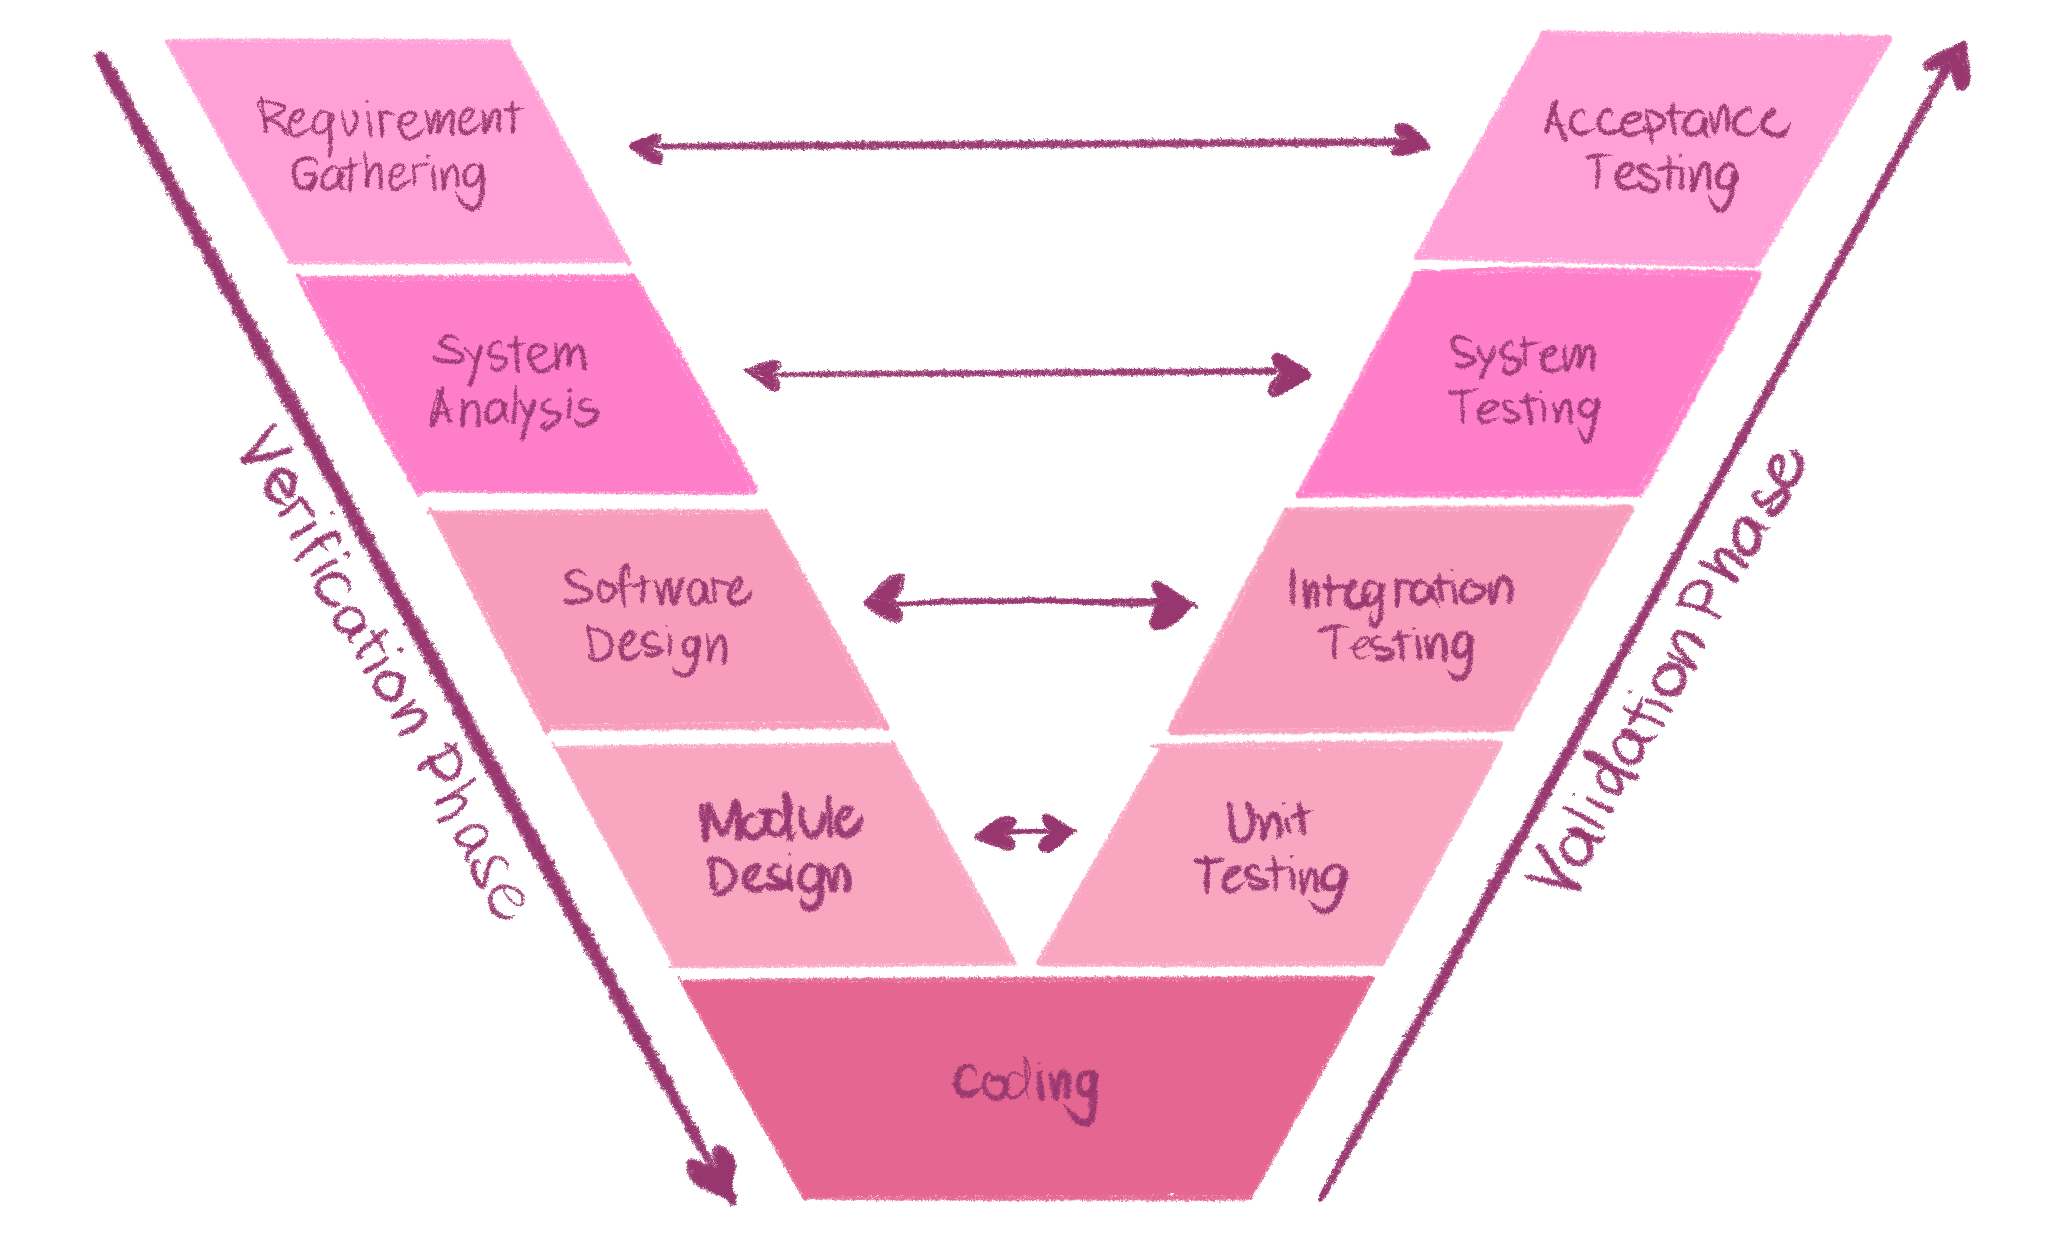 Requirement
Gathering
Acceptance
Testing
System
Analysis
System
Testing
Software
Design
Integration
Testing
Module
Design
Unit
Testing
Coding
Verification Phase
Validation Phase